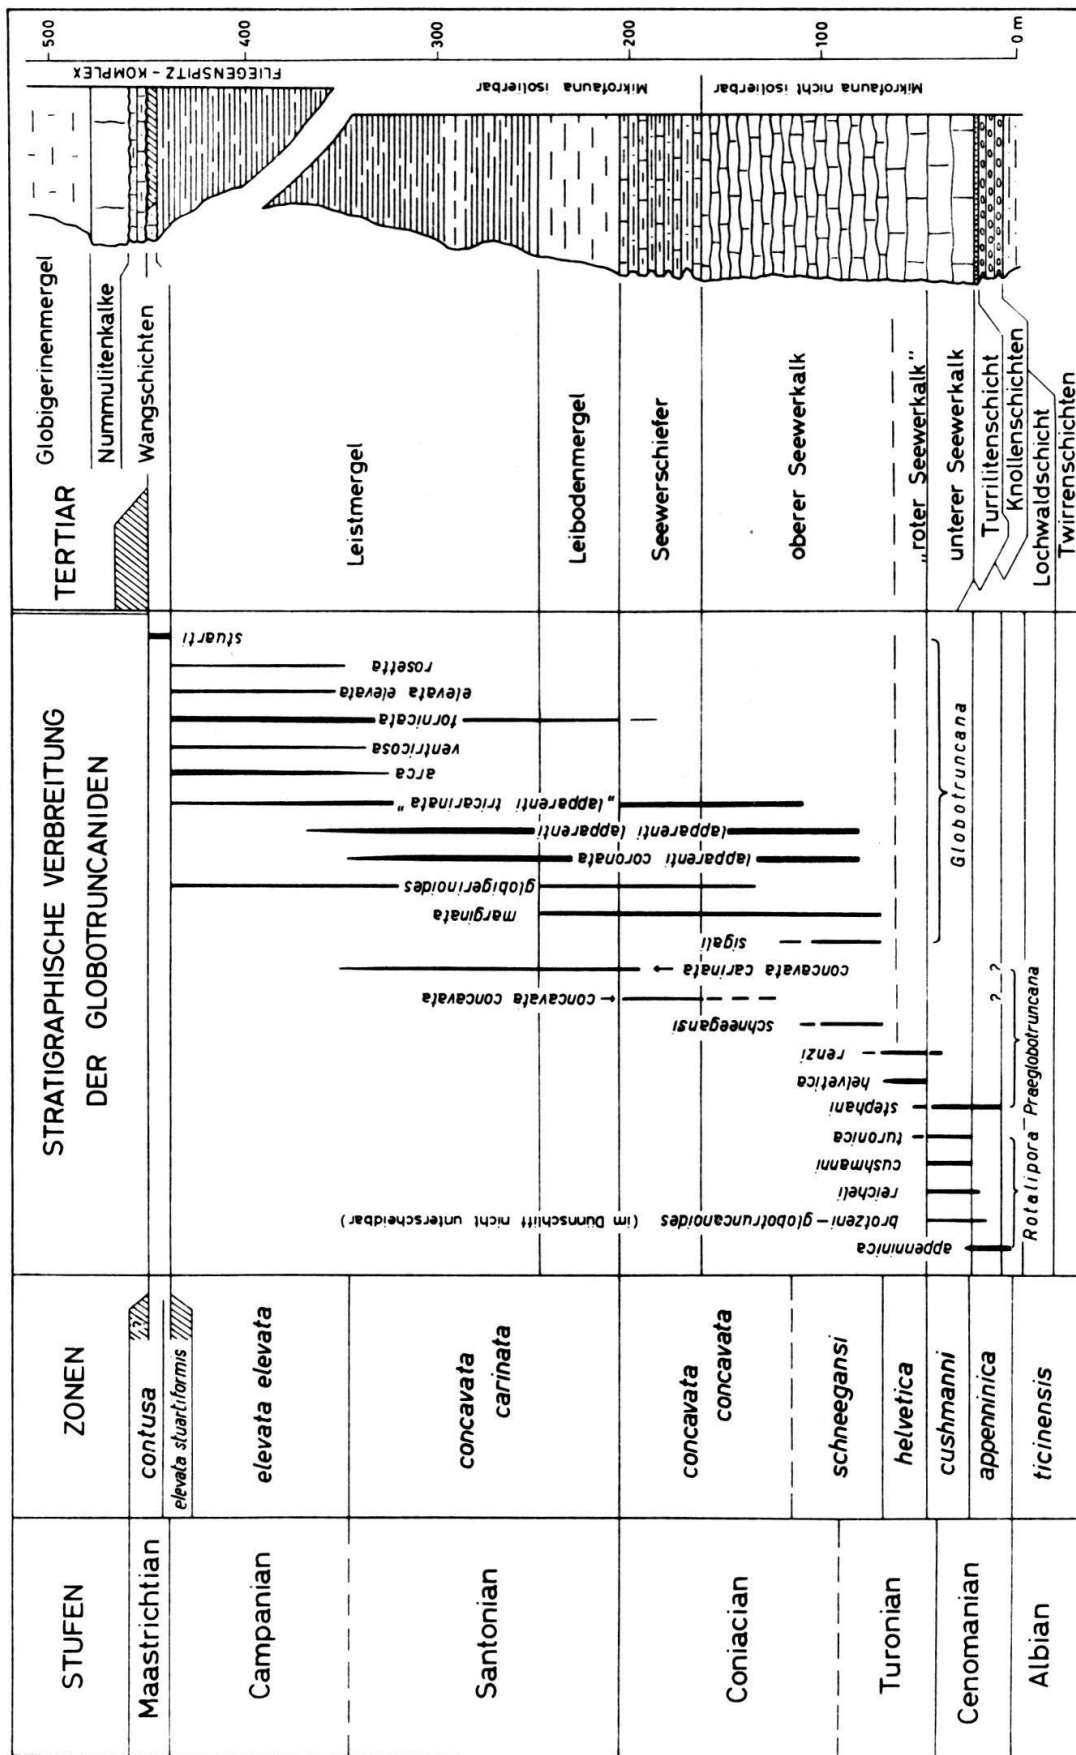 STUFEN
Maastrichtian
Campanian
Santonian
Coniacian
Turonian
Cenomanian
Albian
ZONEN
?
contusa
elevata stuartiformis
elevata elevata
concavata
carinata
concavata
concavata
schneegansi
helvetica
cushmanni
appenninica
ticinensis
STRATIGRAPHISCHE VERBREITUNG
DER GLOBOTRUNCANIDEN
appenninica
brotzeni – globotruncanoides (im Dünnschliff nicht unterscheidbar)
reicheli
cushmanni
turonica
stephani
helvetica
renzi
schneegansi
concavata concavata →
concavata carinata ←
sigali
marginata
globigerinoides
lapparenti coronata
lapparenti lapparenti
„lapparenti tricarinata“
arca
ventricosa
fornicata
elevata elevata
rosetta
stuarti
Rotalipora
Praeglobotruncana
? ?
Globotruncana
TERTIAR
Globigerinenmergel
Nummulitenkalke
Wangschichten
Leistmergel
Leibodenmergel
Seewerschiefer
oberer Seewerkalk
„roter Seewerkalk“
unterer Seewerkalk
Turrilitenschicht
Knollenschichten
Lochwaldschicht
Twirrenschichten
FLIEGENSPITZ – KOMPLEX
Mikrofauna isolierbar
Mikrofauna nicht isolierbar
500
400
300
200
100
0 m